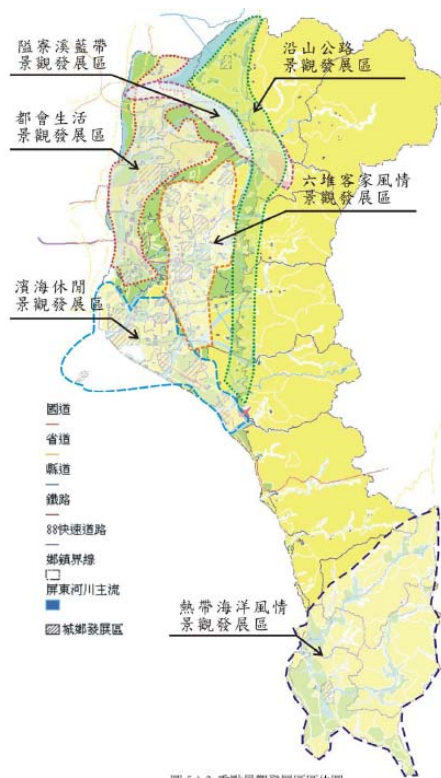 隘寮溪藍帶
景觀發展區
沿山公路
景觀發展區
都會生活
景觀發展區
六堆客家風情
景觀發展區
濱海休閒
景觀發展區
國道
省道
縣道
鐵路
88快速道路
鄉鎮界線
屏東河川主流
城鄉發展區
熱帶海洋風情
景觀發展區